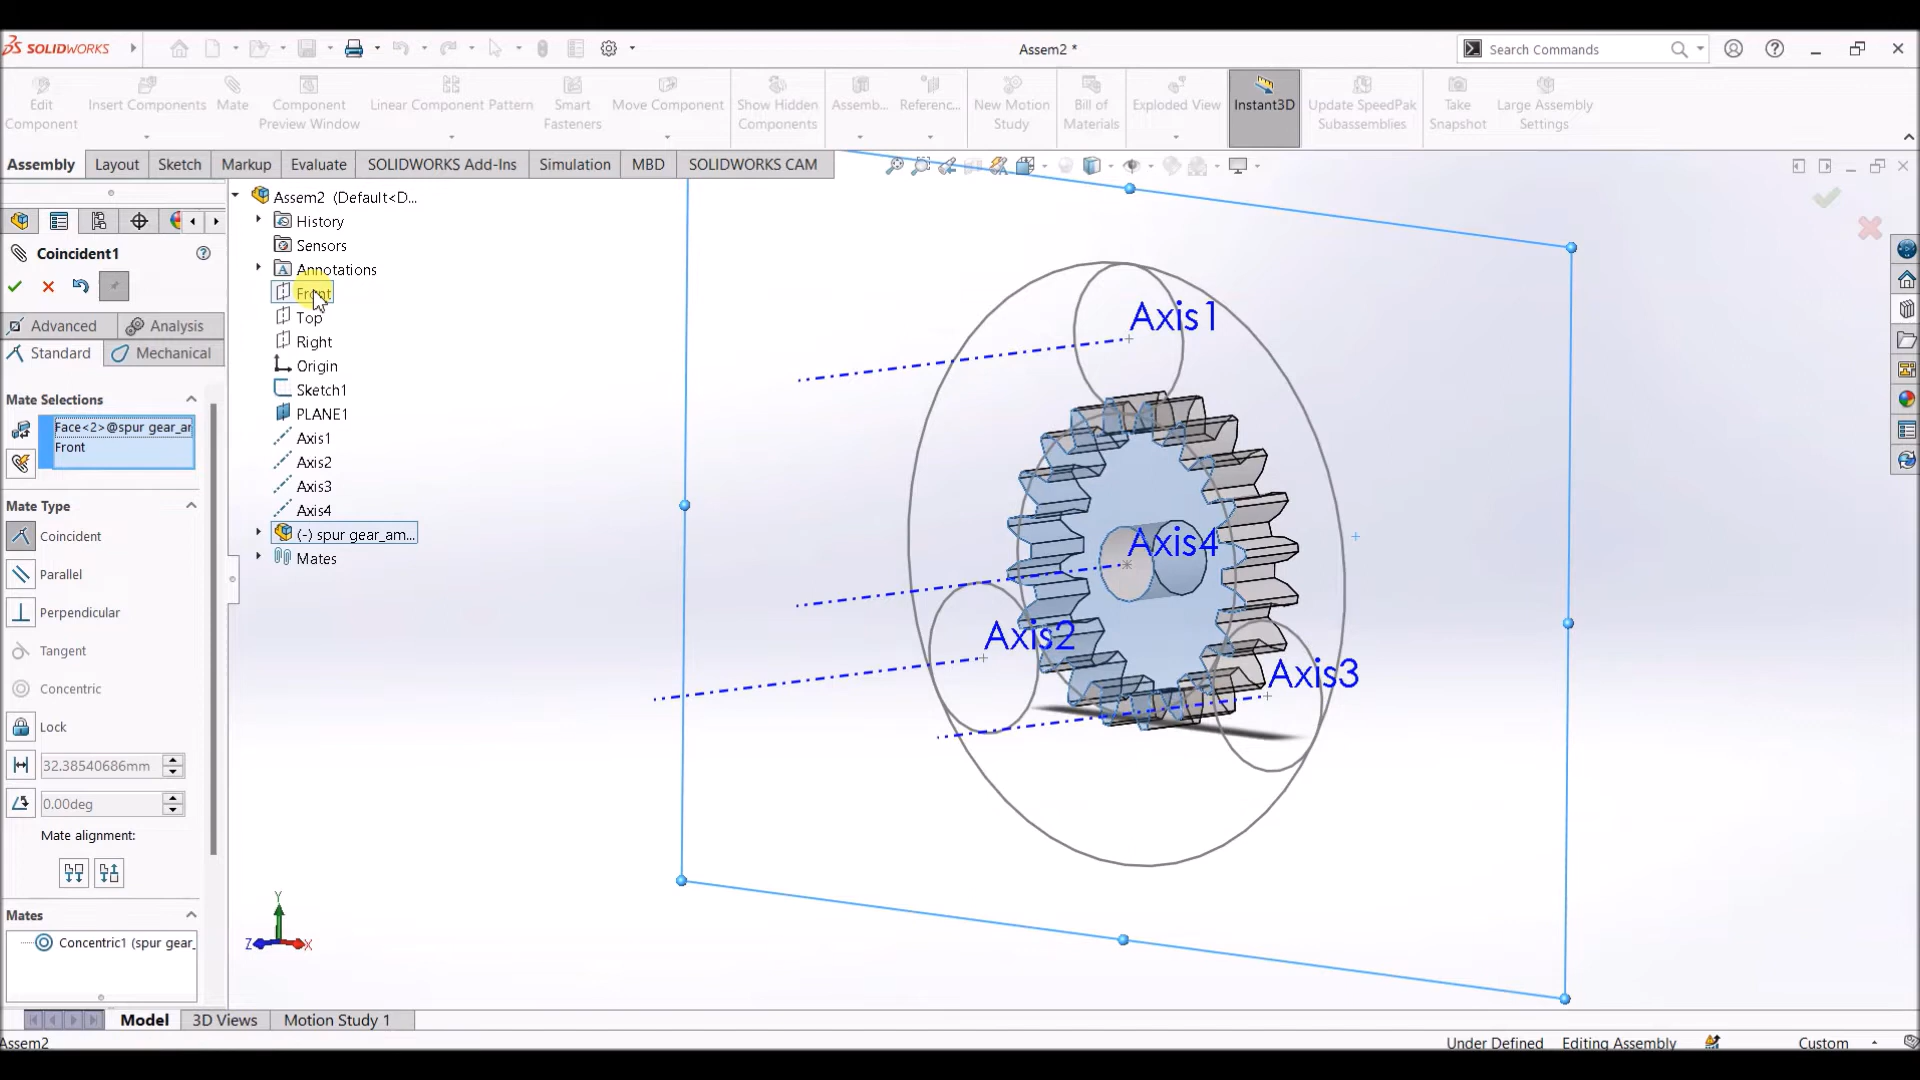 SOLIDWORKS
Assem2 *
Search Commands
Edit Component
Insert Components
Mate
Component Preview Window
Linear Component Pattern
Smart Fasteners
Move Component
Show Hidden Components
Assemb...
Referenc...
New Motion Study
Bill of Materials
Exploded View
Instant3D
Update SpeedPak Subassemblies
Take Snapshot
Large Assembly Settings
Assembly
Layout
Sketch
Markup
Evaluate
SOLIDWORKS Add-Ins
Simulation
MBD
SOLIDWORKS CAM
Coincident1
Advanced
Analysis
Standard
Mechanical
Mate Selections
Face<2>@spur gear_ar
Front
Mate Type
Coincident
Parallel
Perpendicular
Tangent
Concentric
Lock
32.38540686mm
0.00deg
Mate alignment:
Mates
Concentric1 (spur gear_
Assem2 (Default<D...
History
Sensors
Annotations
Front
Top
Right
Origin
Sketch1
PLANE1
Axis1
Axis2
Axis3
Axis4
(-) spur gear_am...
Mates
Axis1
Axis4
Axis2
Axis3
Y
Z
X
Model
3D Views
Motion Study 1
Assem2
Under Defined
Editing Assembly
Custom